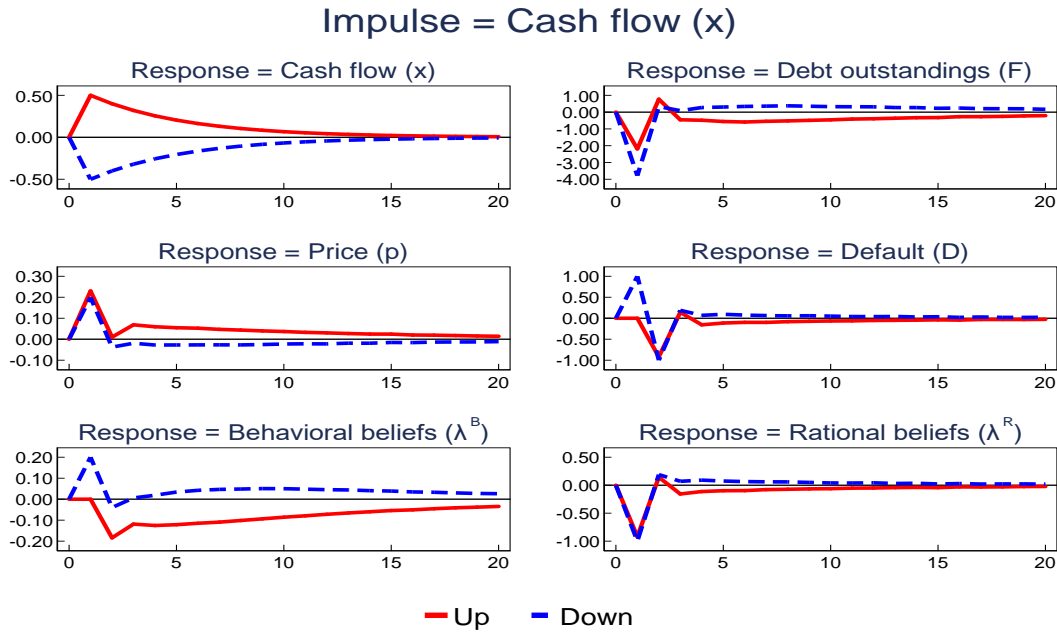 Impulse = Cash flow (x)
Response = Cash flow (x)
0.50
0.00
-0.50
0 5 10 15 20
Response = Debt outstandings (F)
1.00
0.00
-1.00
-2.00
-3.00
-4.00
0 5 10 15 20
Response = Price (p)
0.30
0.20
0.10
0.00
-0.10
0 5 10 15 20
Response = Default (D)
1.00
0.50
0.00
-0.50
-1.00
0 5 10 15 20
Response = Behavioral beliefs (λ^B)
0.20
0.10
0.00
-0.10
-0.20
0 5 10 15 20
Response = Rational beliefs (λ^R)
0.50
0.00
-0.50
-1.00
0 5 10 15 20
Up Down